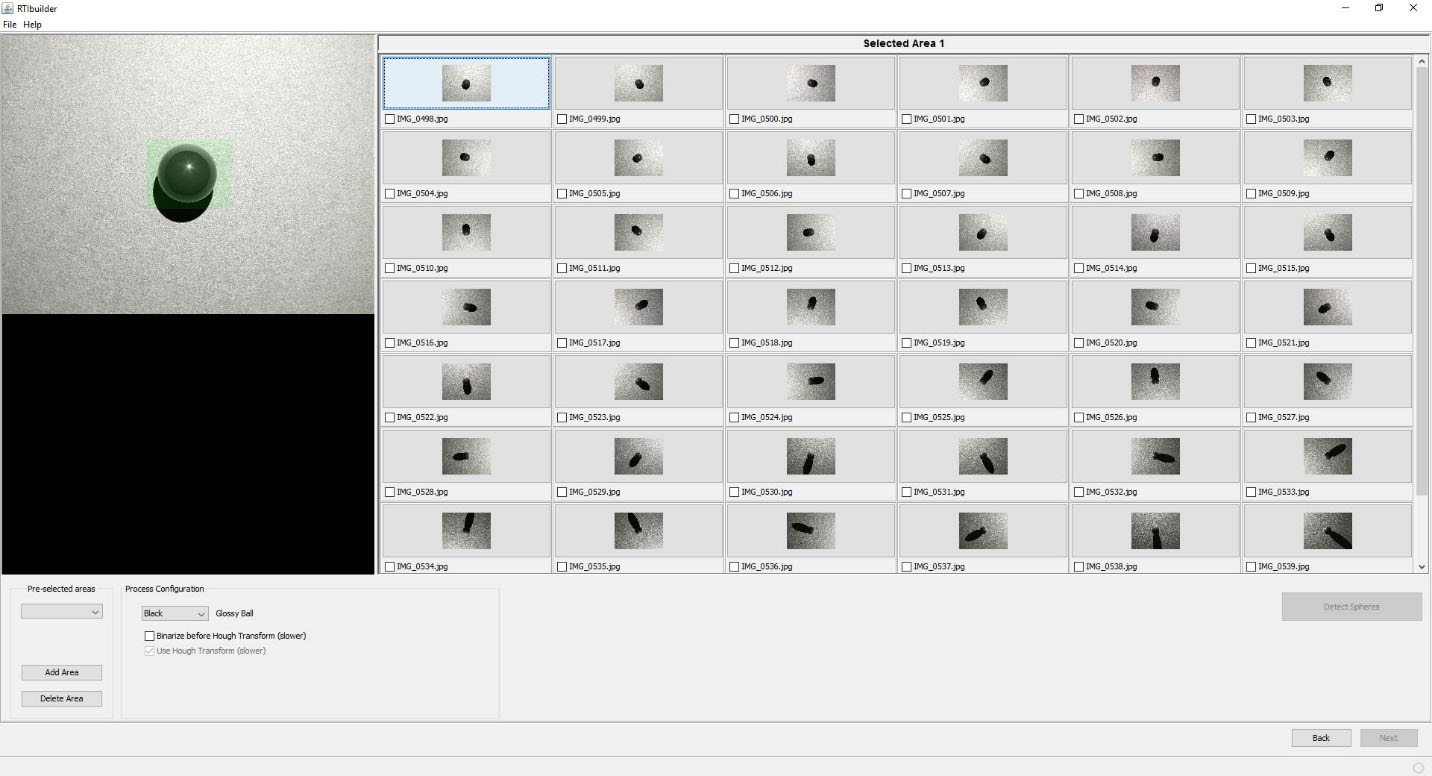 RTIbuilder
File Help
Selected Area 1
IMG_0498.jpg IMG_0499.jpg IMG_0500.jpg IMG_0501.jpg IMG_0502.jpg IMG_0503.jpg
IMG_0504.jpg IMG_0505.jpg IMG_0506.jpg IMG_0507.jpg IMG_0508.jpg IMG_0509.jpg
IMG_0510.jpg IMG_0511.jpg IMG_0512.jpg IMG_0513.jpg IMG_0514.jpg IMG_0515.jpg
IMG_0516.jpg IMG_0517.jpg IMG_0518.jpg IMG_0519.jpg IMG_0520.jpg IMG_0521.jpg
IMG_0522.jpg IMG_0523.jpg IMG_0524.jpg IMG_0525.jpg IMG_0526.jpg IMG_0527.jpg
IMG_0528.jpg IMG_0529.jpg IMG_0530.jpg IMG_0531.jpg IMG_0532.jpg IMG_0533.jpg
IMG_0534.jpg IMG_0535.jpg IMG_0536.jpg IMG_0537.jpg IMG_0538.jpg IMG_0539.jpg
Pre-selected areas
Add Area
Delete Area
Process Configuration
Black Glossy Ball
Binarize before Hough Transform (slower)
Use Hough Transform (slower)
Detect Spheres
Back Next